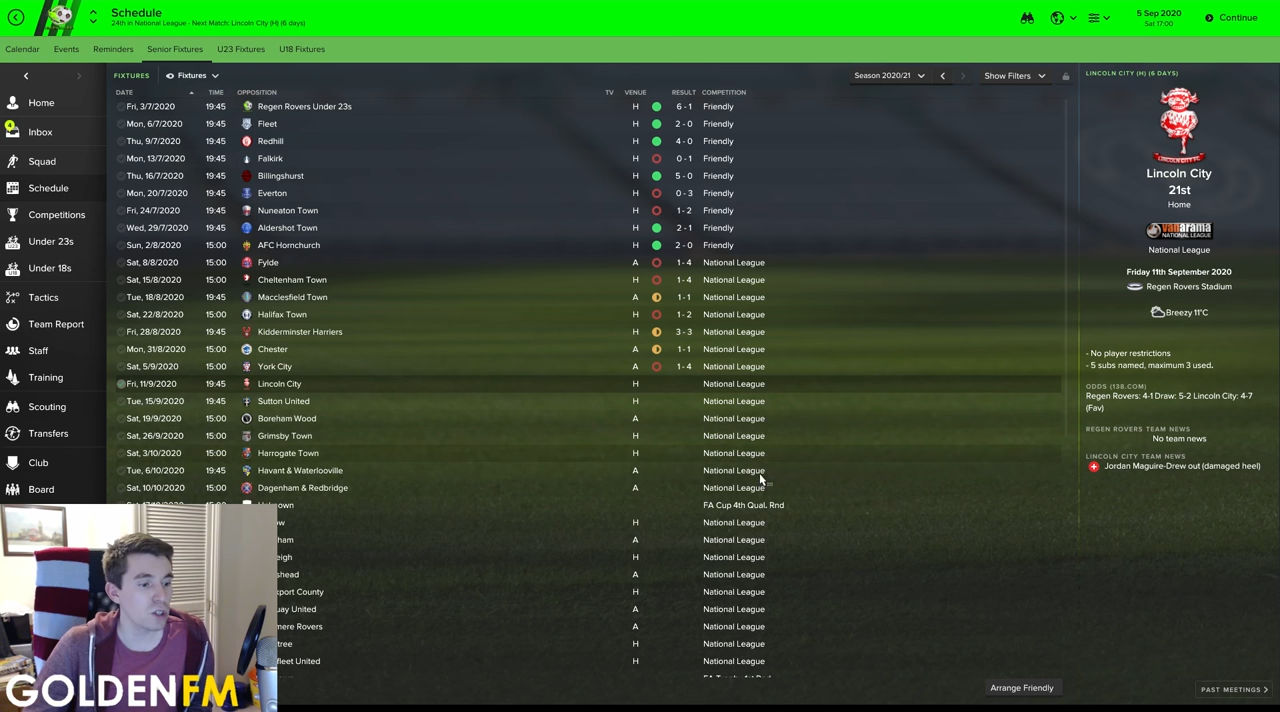 Schedule
24th in National League - Next Match: Lincoln City (H) (6 days)
5 Sep 2020
Sat 17:00
Continue
Calendar Events Reminders Senior Fixtures U23 Fixtures U18 Fixtures
FIXTURES Fixtures Season 2020/21 Show Filters
DATE TIME OPPOSITION TV VENUE RESULT COMPETITION
Fri, 3/7/2020 19:45 Regen Rovers Under 23s H 6 - 1 Friendly
Mon, 6/7/2020 19:45 Fleet H 2 - 0 Friendly
Thu, 9/7/2020 19:45 Redhill H 4 - 0 Friendly
Mon, 13/7/2020 19:45 Falkirk H 0 - 1 Friendly
Thu, 16/7/2020 19:45 Billingshurst H 5 - 0 Friendly
Mon, 20/7/2020 19:45 Everton H 0 - 3 Friendly
Fri, 24/7/2020 19:45 Nuneaton Town H 1 - 2 Friendly
Wed, 29/7/2020 19:45 Aldershot Town H 2 - 1 Friendly
Sun, 2/8/2020 15:00 AFC Hornchurch H 2 - 0 Friendly
Sat, 8/8/2020 15:00 Fylde A 1 - 4 National League
Sat, 15/8/2020 15:00 Cheltenham Town H 1 - 4 National League
Tue, 18/8/2020 19:45 Macclesfield Town A 1 - 1 National League
Sat, 22/8/2020 15:00 Halifax Town H 1 - 2 National League
Fri, 28/8/2020 19:45 Kidderminster Harriers H 3 - 3 National League
Mon, 31/8/2020 15:00 Chester A 1 - 1 National League
Sat, 5/9/2020 15:00 York City A 1 - 4 National League
Fri, 11/9/2020 19:45 Lincoln City H National League
Tue, 15/9/2020 19:45 Sutton United H National League
Sat, 19/9/2020 15:00 Boreham Wood A National League
Sat, 26/9/2020 15:00 Grimsby Town H National League
Sat, 3/10/2020 15:00 Harrogate Town H National League
Tue, 6/10/2020 19:45 Havant & Waterlooville A National League
Sat, 10/10/2020 15:00 Dagenham & Redbridge A National League
FA Cup 4th Qual. Rnd
ow H National League
ham A National League
eigh H National League
shead A National League
xport County H National League
uay United A National League
mere Rovers A National League
tree H National League
fleet United H National League
Home
4
Inbox
Squad
Schedule
Competitions
Under 23s
Under 18s
Tactics
Team Report
Staff
Training
Scouting
Transfers
Club
Board
LINCOLN CITY (H) (6 DAYS)
LINCOLN CITY FC
Lincoln City
21st
Home
vanarama
NATIONAL LEAGUE
National League
Friday 11th September 2020
Regen Rovers Stadium
Breezy 11°C
- No player restrictions
- 5 subs named, maximum 3 used.
ODDS (138.COM)
Regen Rovers: 4-1 Draw: 5-2 Lincoln City: 4-7
(Fav)
REGEN ROVERS TEAM NEWS
No team news
LINCOLN CITY TEAM NEWS
Jordan Maguire-Drew out (damaged heel)
Arrange Friendly
PAST MEETINGS
GOLDENFM